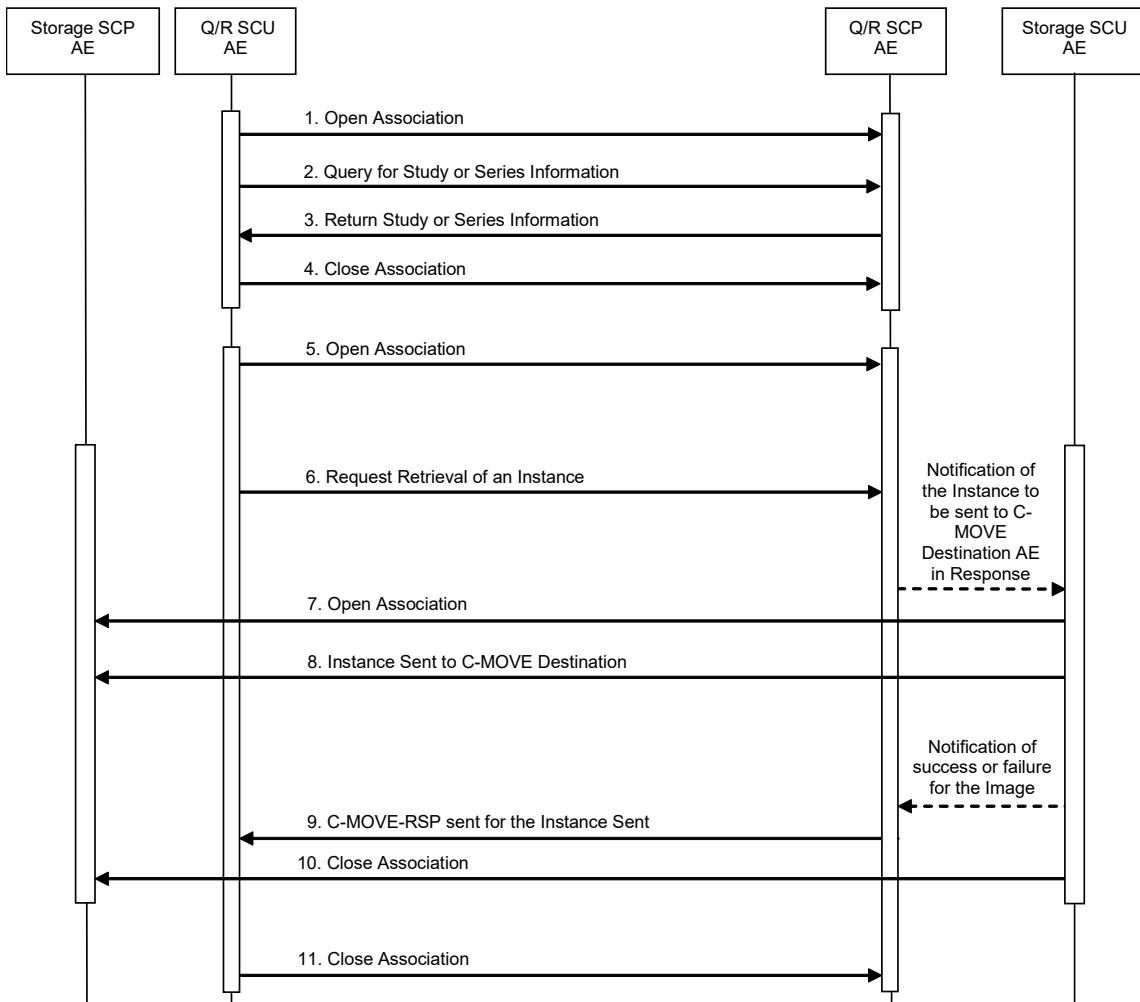 Storage SCP
AE
Q/R SCU
AE
Q/R SCP
AE
Storage SCU
AE
1. Open Association
2. Query for Study or Series Information
3. Return Study or Series Information
4. Close Association
5. Open Association
6. Request Retrieval of an Instance
Notification of
the Instance to
be sent to C-
MOVE
Destination AE
in Response
7. Open Association
8. Instance Sent to C-MOVE Destination
Notification of
success or failure
for the Image
9. C-MOVE-RSP sent for the Instance Sent
10. Close Association
11. Close Association